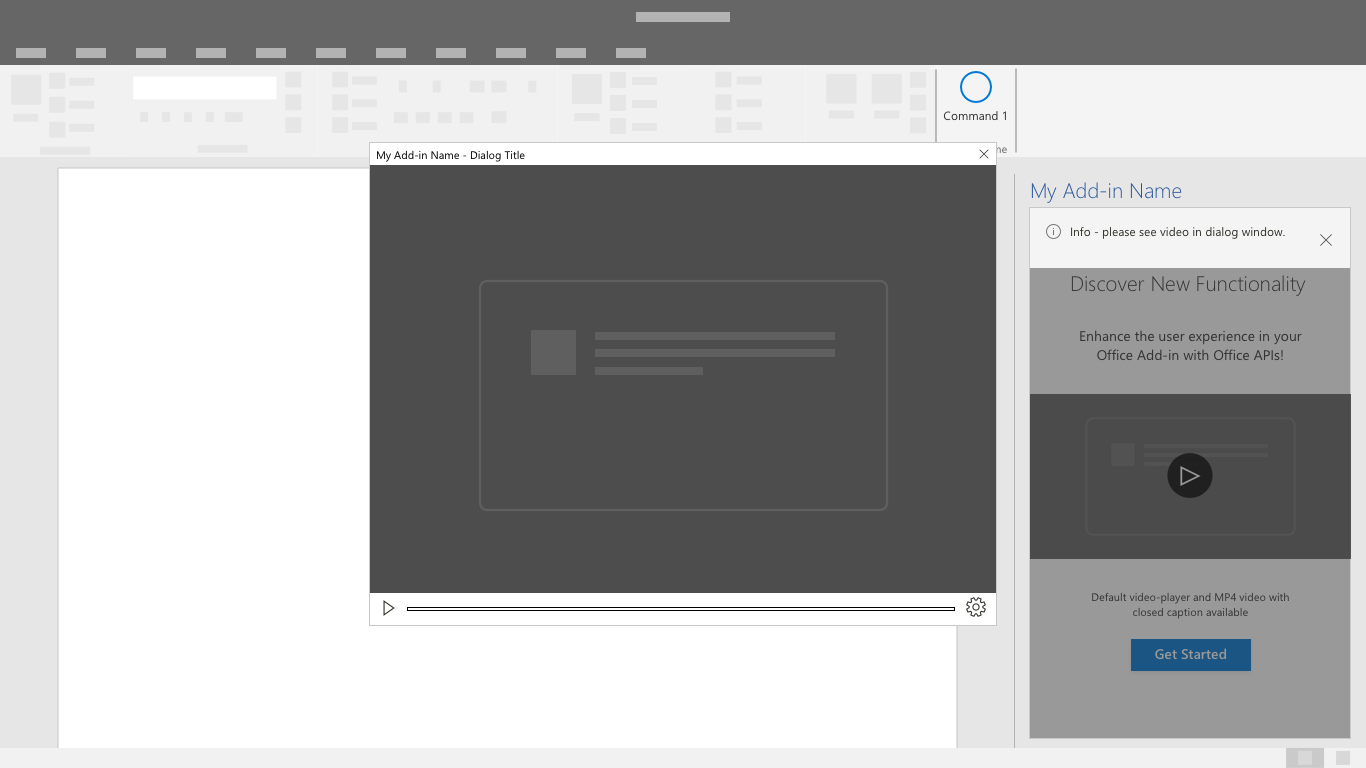 Command 1
me
My Add-in Name - Dialog Title
My Add-in Name
Info - please see video in dialog window.
Discover New Functionality
Enhance the user experience in your
Office Add-in with Office APIs!
Default video-player and MP4 video with
closed caption available
Get Started